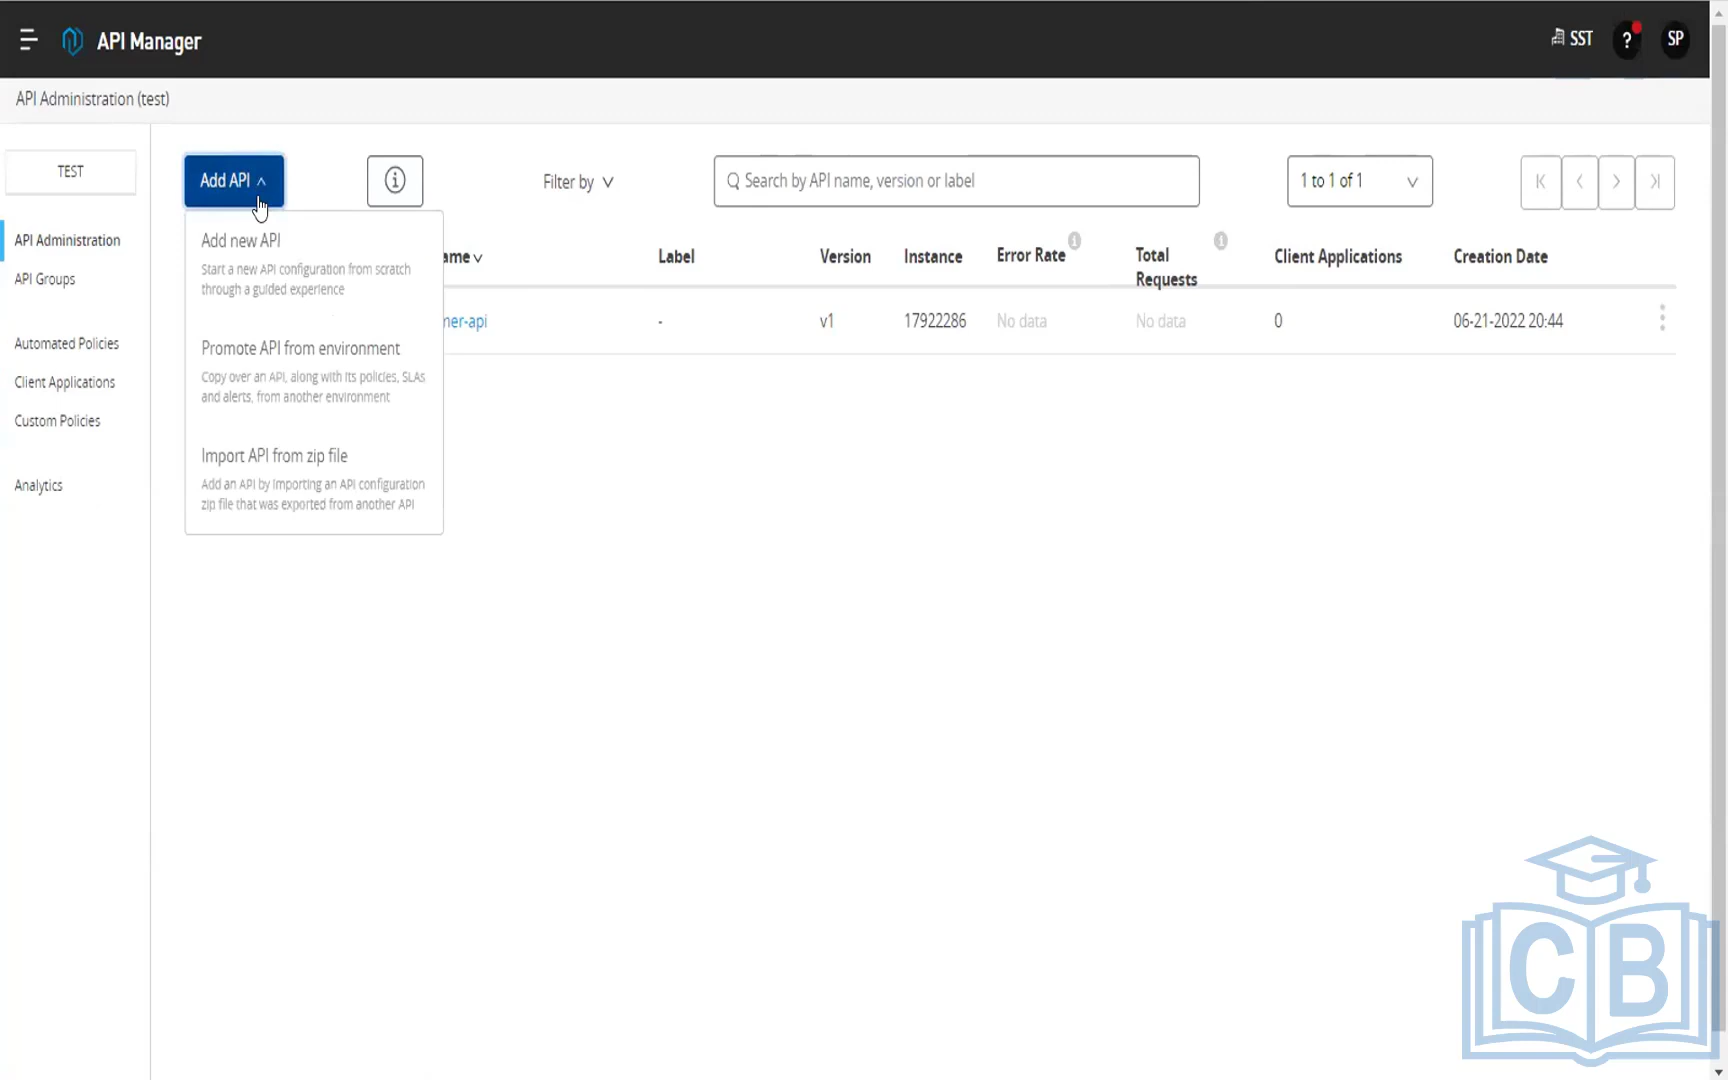 API Manager
SST
?
SP
API Administration (test)
TEST
Add API
Filter by
Search by API name, version or label
1 to 1 of 1
API Administration
API Groups
Automated Policies
Client Applications
Custom Policies
Analytics
Add new API
Start a new API configuration from scratch
through a guided experience
Promote API from environment
Copy over an API, along with its policies, SLAs
and alerts, from another environment
Import API from zip file
Add an API by importing an API configuration
zip file that was exported from another API
ame Label Version Instance Error Rate Total Client Applications Creation Date
Requests
ner-api - v1 17922286 No data No data 0 06-21-2022 20:44
CB